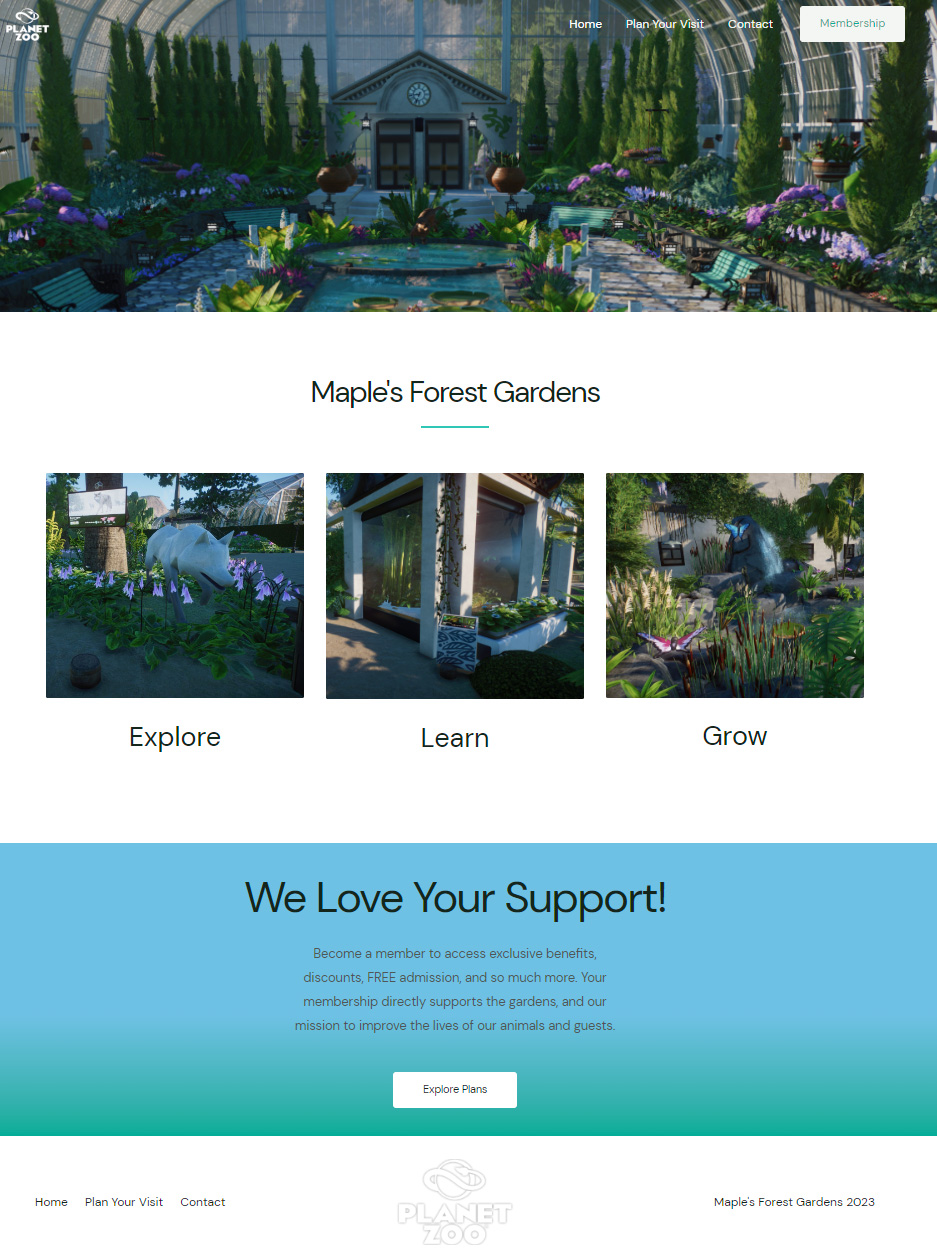 PLANET
ZOO
Home Plan Your Visit Contact Membership
Maple's Forest Gardens
Explore Learn Grow
We Love Your Support!
Become a member to access exclusive benefits,
discounts, FREE admission, and so much more. Your
membership directly supports the gardens, and our
mission to improve the lives of our animals and guests.
Explore Plans
Home Plan Your Visit Contact
PLANET
ZOO
Maple's Forest Gardens 2023